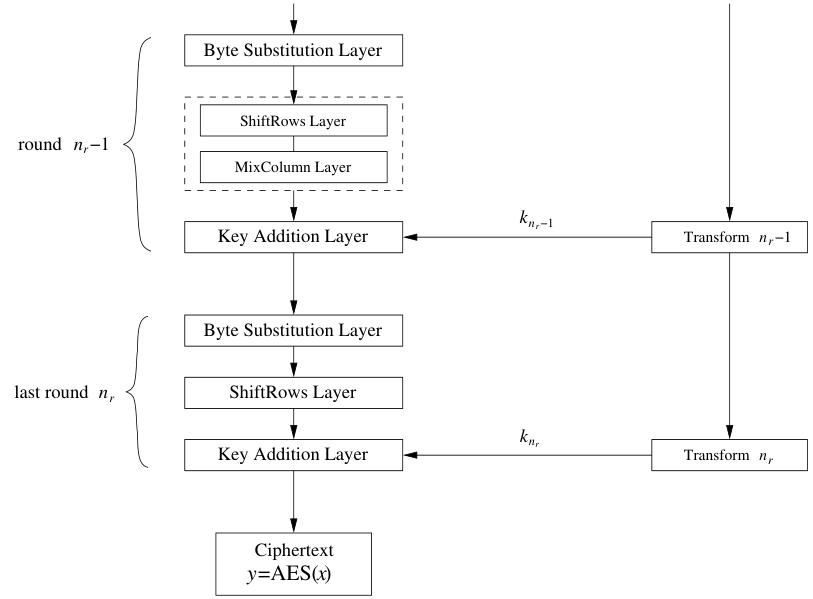 Byte Substitution Layer
ShiftRows Layer
round n_r−1
MixColumn Layer
k_{n_r−1}
Key Addition Layer
Transform n_r−1
Byte Substitution Layer
last round n_r
ShiftRows Layer
k_{n_r}
Key Addition Layer
Transform n_r
Ciphertext
y=AES(x)